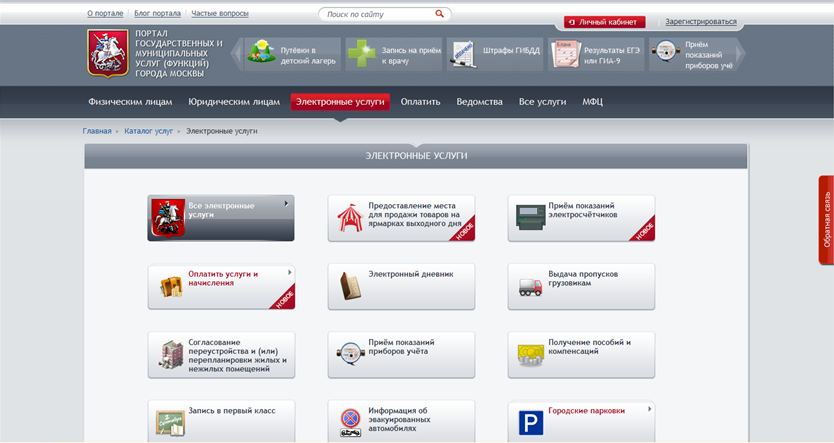 О портале
Блог портала
Частые вопросы
Поиск по сайту
Личный кабинет
Зарегистрироваться
ПОРТАЛ
ГОСУДАРСТВЕННЫХ И
МУНИЦИПАЛЬНЫХ
УСЛУГ (ФУНКЦИЙ)
ГОРОДА МОСКВЫ
Путёвки в
детский лагерь
Запись на приём
к врачу
Штрафы ГИБДД
Бланк
Результаты ЕГЭ
или ГИА-9
Приём
показаний
приборов учё
Физическим лицам
Юридическим лицам
Электронные услуги
Оплатить
Ведомства
Все услуги
МФЦ
Главная
Каталог услуг
Электронные услуги
ЭЛЕКТРОННЫЕ УСЛУГИ
Все электронные
услуги
Предоставление места
для продажи товаров на
ярмарках выходного дня
НОВОЕ
Приём показаний
электросчётчиков
НОВОЕ
Оплатить услуги и
начисления
НОВОЕ
Электронный дневник
Выдача пропусков
грузовикам
Согласование
переустройства и (или)
перепланировки жилых и
нежилых помещений
Приём показаний
приборов учёта
Получение пособий и
компенсаций
Запись в первый класс
Информация об
эвакуированных
автомобилях
P
Городские парковки
Обратная связь